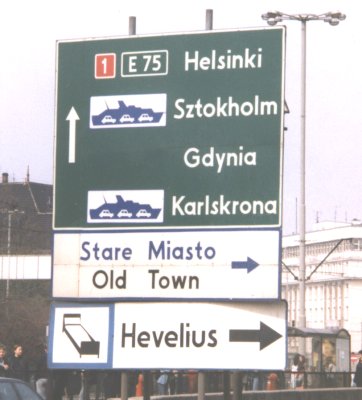 1 E 75 Helsinki
Sztokholm
Gdynia
Karlskrona
Stare Miasto
Old Town
Hevelius